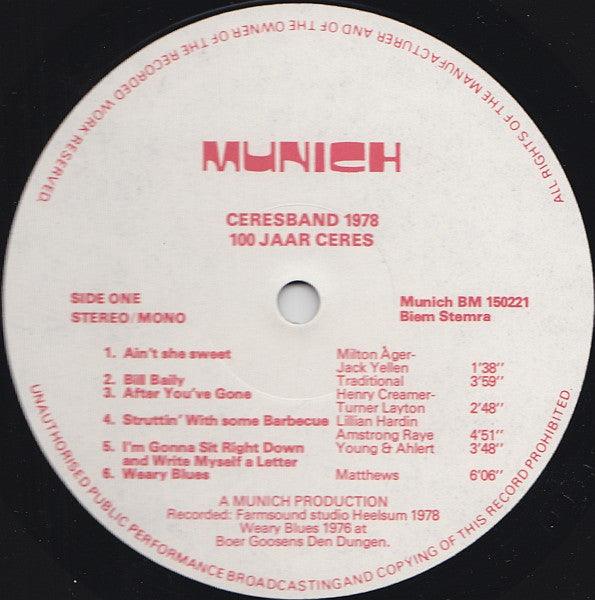 ALL RIGHTS OF THE MANUFACTURER AND OF THE OWNER OF THE RECORDED WORK RESERVED.
MUNICH
CERESBAND 1978
100 JAAR CERES
SIDE ONE
STEREO/MONO
Munich BM 150221
Biem Stemra
1. Ain't she sweet Milton Åger-
Jack Yellen 1'38"
2. Bill Baily Traditional 3'59"
3. After You've Gone Henry Creamer-
Turner Layton 2'48"
4. Struttin' With some Barbecue Lillian Hardin
Amstrong Raye 4'51"
5. I'm Gonna Sit Right Down Young & Ahlert 3'48"
and Write Myself a Letter
6. Weary Blues Matthews 6'06"
A MUNICH PRODUCTION
Recorded: Farmsound studio Heelsum 1978
Weary Blues 1976 at
Boer Goosens Den Dungen.
UNAUTHORISED PUBLIC PERFORMANCE BROADCASTING AND COPYING OF THIS RECORD PROHIBITED.